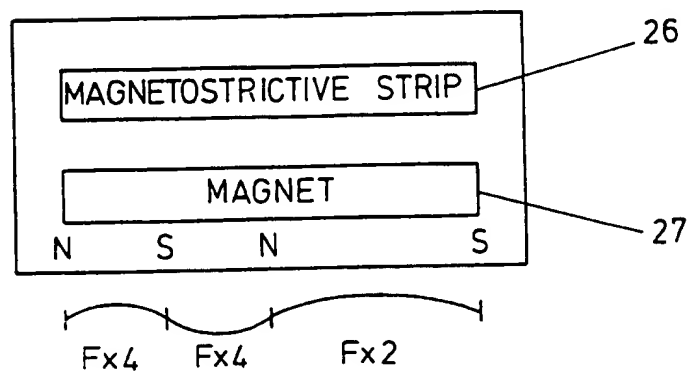 26
MAGNETOSTRICTIVE STRIP
MAGNET
27
N S N S
Fx4 Fx4 Fx2